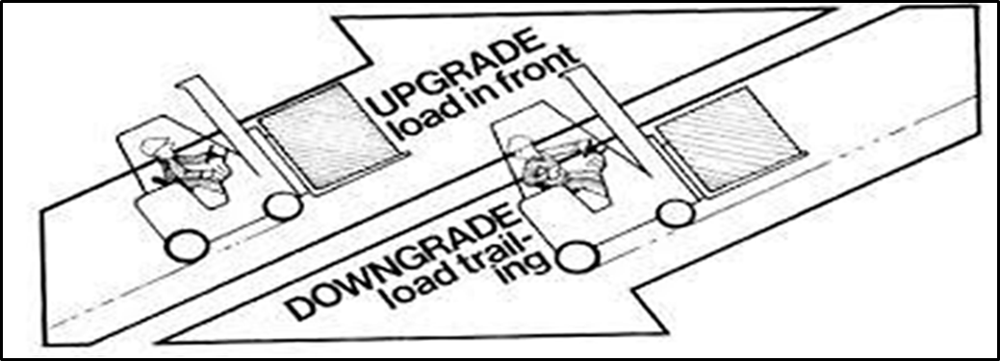 UPGRADE
load in front
DOWNGRADE
load trail-
ing